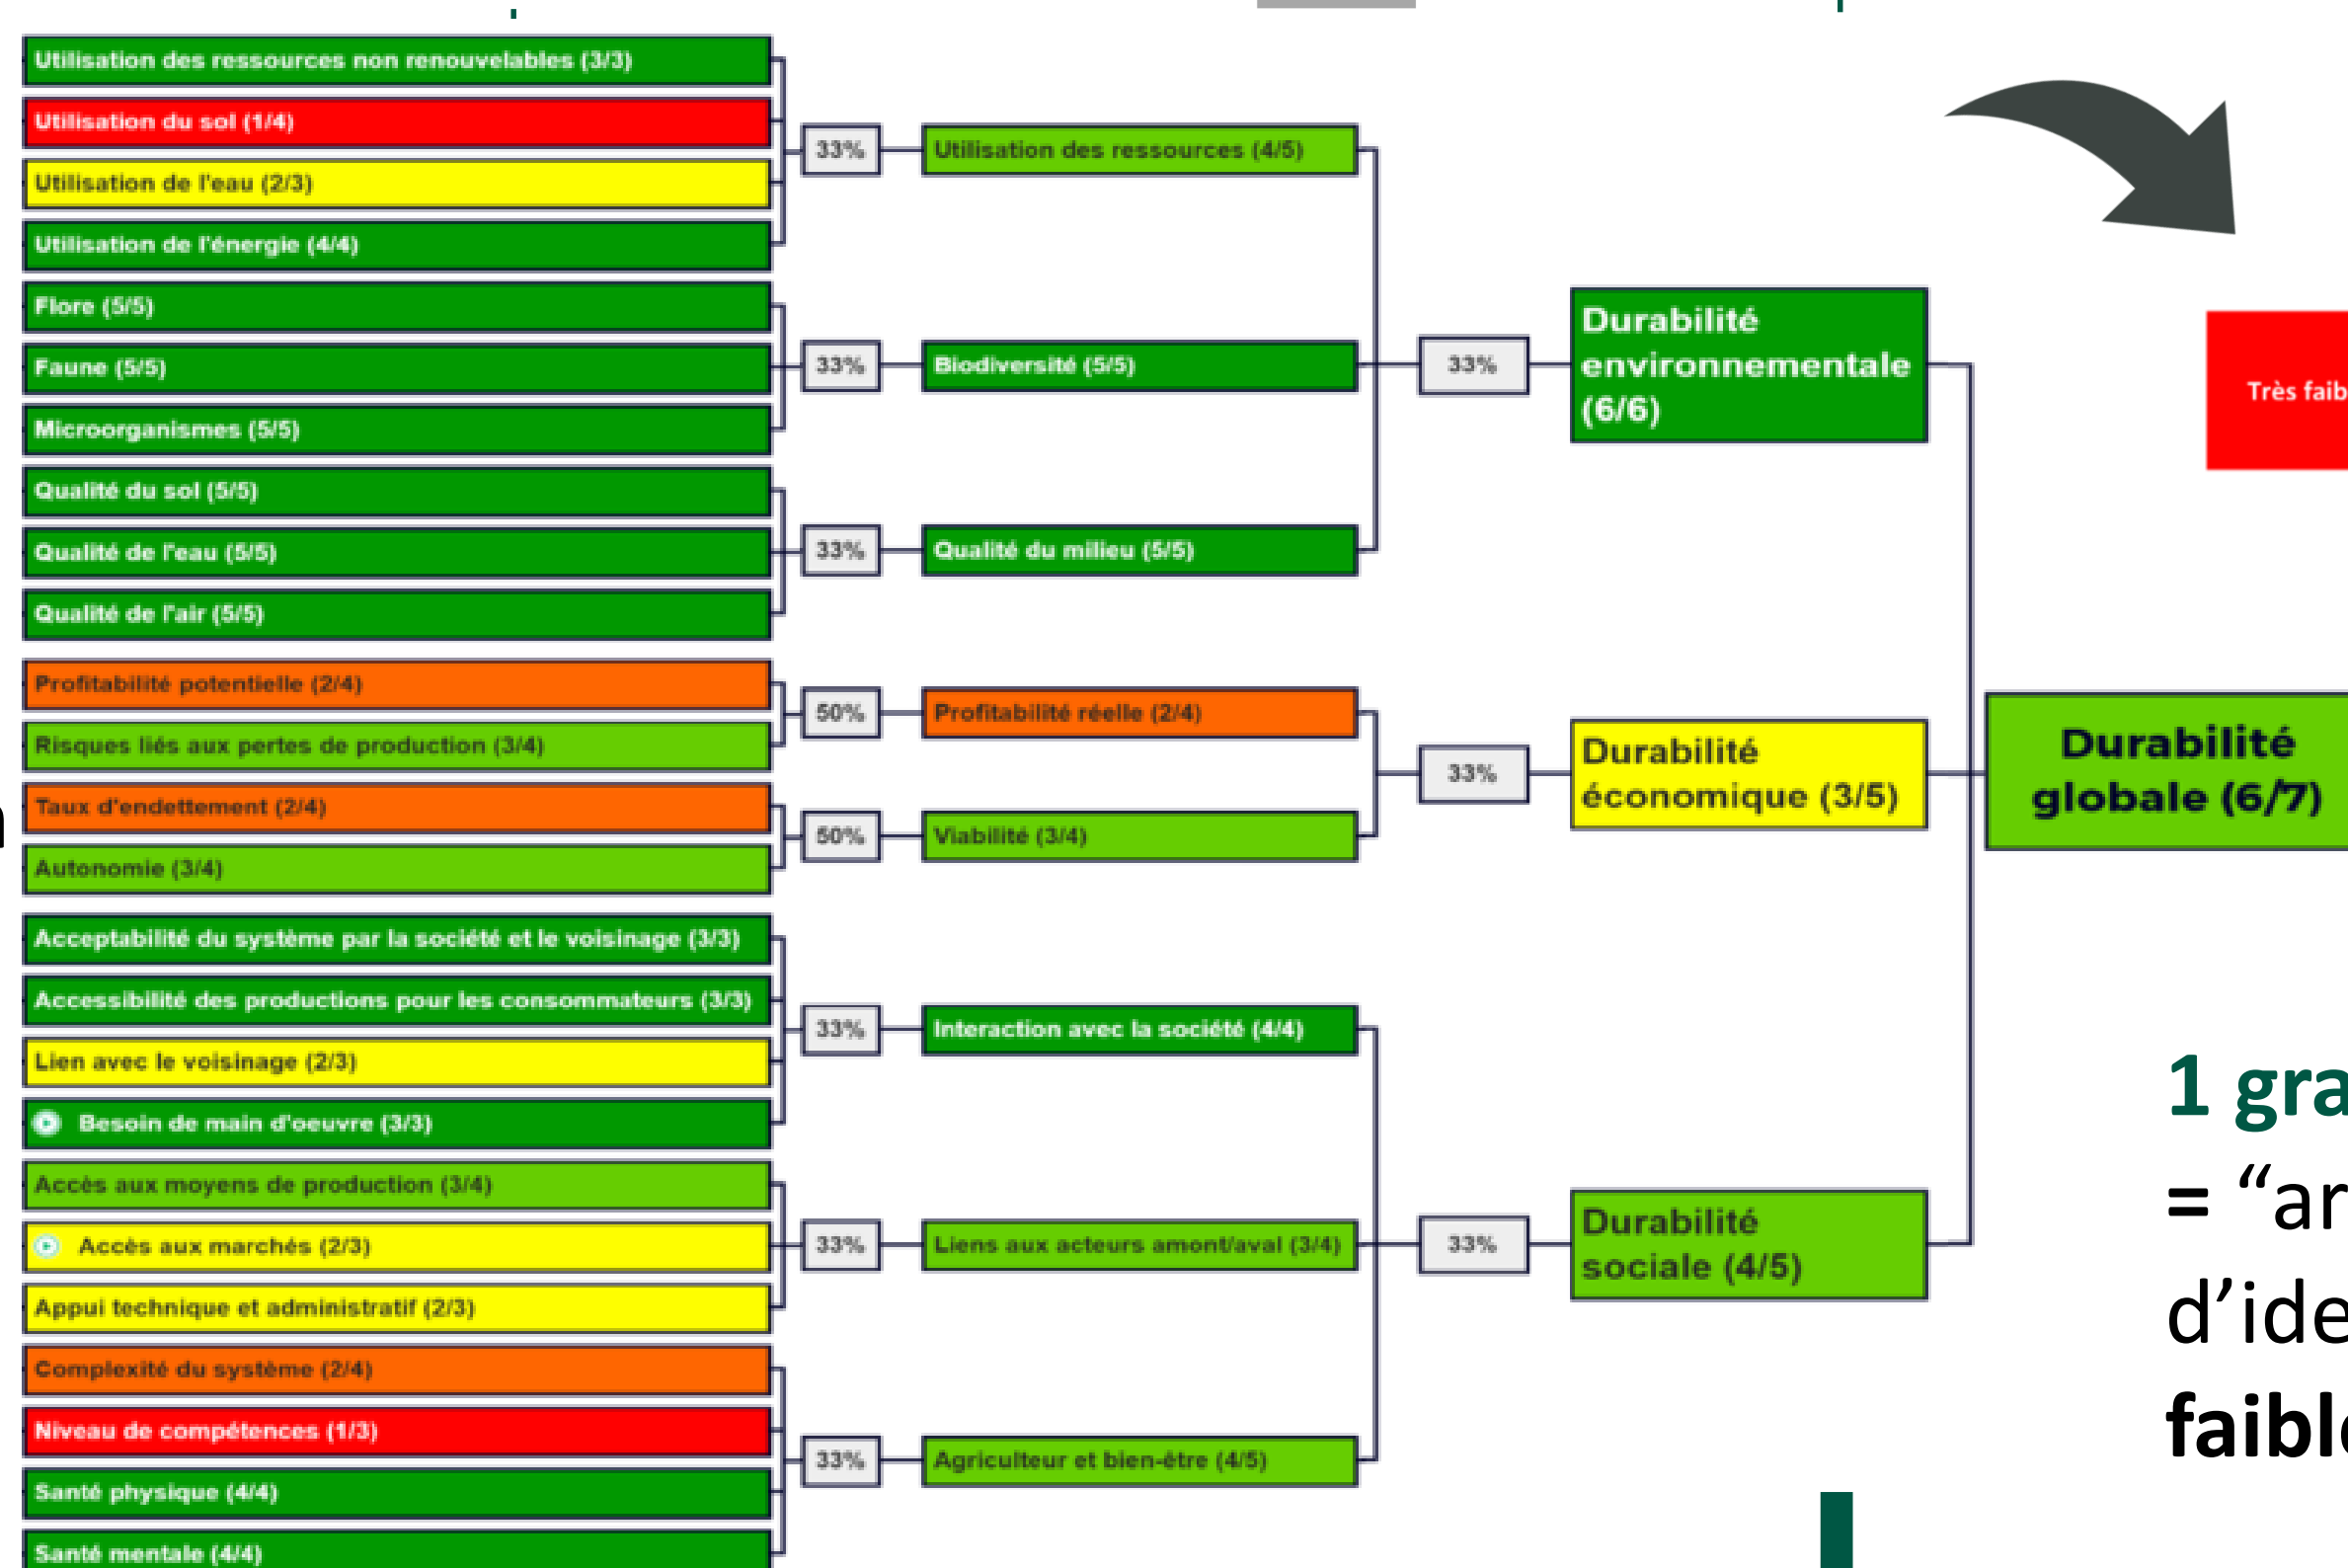 Utilisation des ressources non renouvelables (3/3)
Utilisation du sol (1/4)
Utilisation de l'eau (2/3)
Utilisation de l'énergie (4/4)
Flore (5/5)
Faune (5/5)
Microorganismes (5/5)
Qualité du sol (5/5)
Qualité de l'eau (5/5)
Qualité de l'air (5/5)
Profitabilité potentielle (2/4)
Risques liés aux pertes de production (3/4)
Taux d'endettement (2/4)
Autonomie (3/4)
Acceptabilité du système par la société et le voisinage (3/3)
Accessibilité des productions pour les consommateurs (3/3)
Lien avec le voisinage (2/3)
Besoin de main d'oeuvre (3/3)
Accès aux moyens de production (3/4)
Accès aux marchés (2/3)
Appui technique et administratif (2/3)
Complexité du système (2/4)
Niveau de compétences (1/3)
Santé physique (4/4)
Santé mentale (4/4)
33%
33%
33%
50%
50%
33%
33%
33%
Utilisation des ressources (4/5)
Biodiversité (5/5)
Qualité du milieu (5/5)
Profitabilité réelle (2/4)
Viabilité (3/4)
Interaction avec la société (4/4)
Liens aux acteurs amont/aval (3/4)
Agriculteur et bien-être (4/5)
33%
33%
33%
Durabilité
environnementale
(6/6)
Durabilité
économique (3/5)
Durabilité
sociale (4/5)
Durabilité
globale (6/7)
Très faib
1 gra
= “ar
d’ide
faible